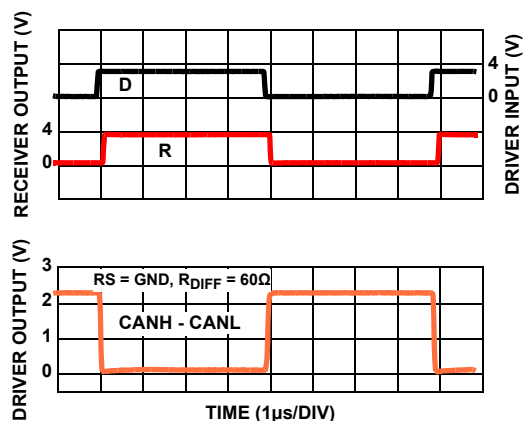 RECEIVER OUTPUT (V)
4
0
D
R
4
0
DRIVER INPUT (V)
DRIVER OUTPUT (V)
3
2
1
0
RS = GND, RDIFF = 60Ω
CANH - CANL
TIME (1µs/DIV)